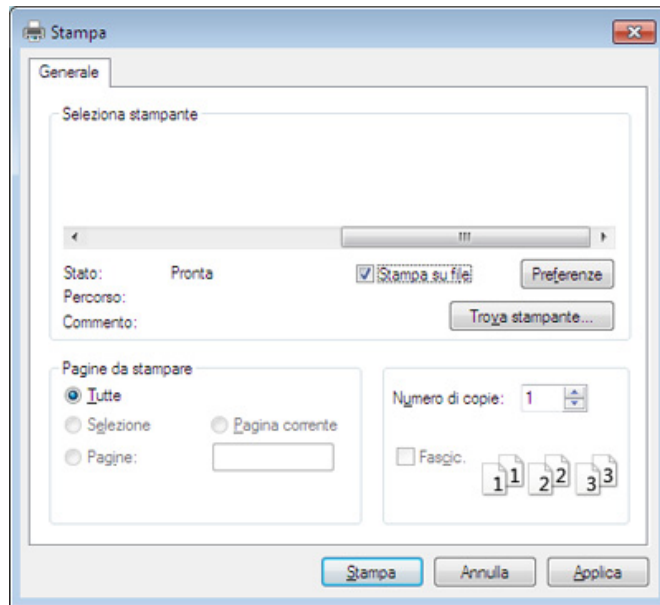 Stampa
Generale
Seleziona stampante
Stato: Pronta
Stampa su file
Preferenze
Percorso:
Commento:
Trova stampante...
Pagine da stampare
Tutte
Selezione
Pagina corrente
Pagine:
Numero di copie: 1
Fascic.
1 1 2 2 3 3
Stampa
Annulla
Applica